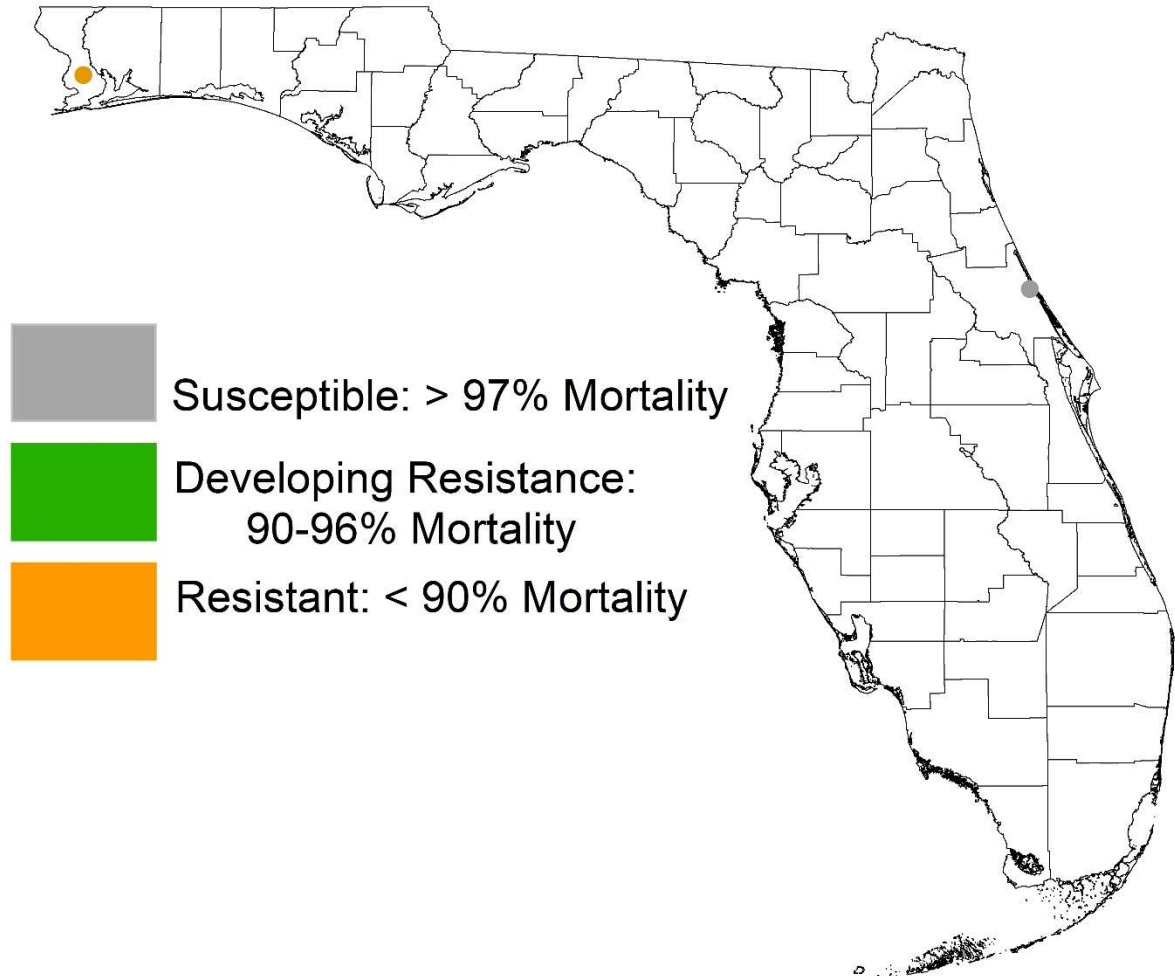 Susceptible: > 97% Mortality
Developing Resistance:
90-96% Mortality
Resistant: < 90% Mortality